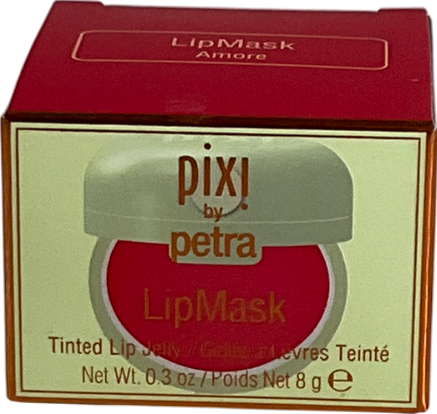 LipMask
Amore
pixi
by
petra
LipMask
Tinted Lip Jelly / Gelée à Lèvres Teinté
Net Wt. 0.3 oz / Poids Net 8 g ℮